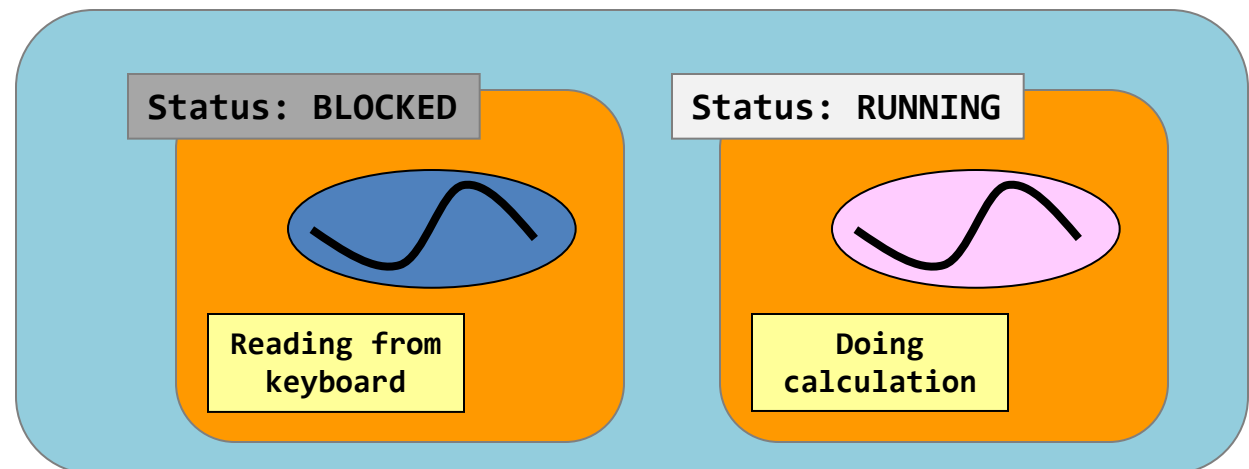 Status: BLOCKED
Reading from
keyboard
Status: RUNNING
Doing
calculation